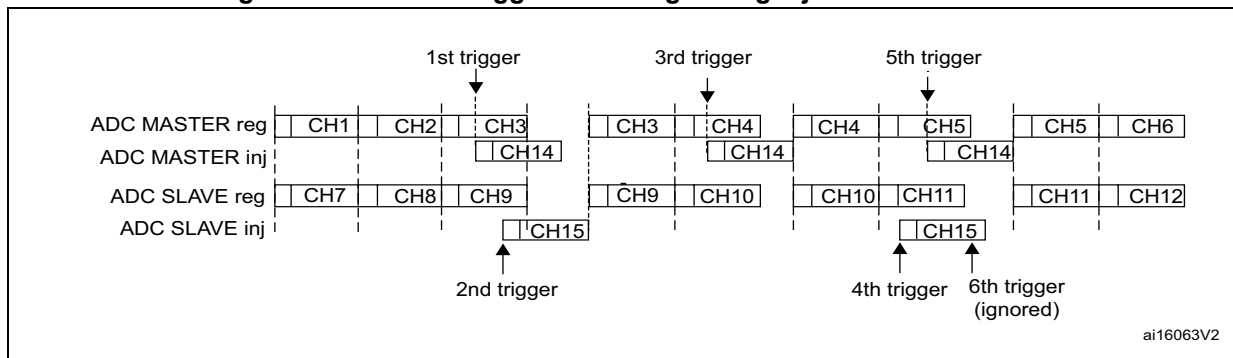 1st trigger 3rd trigger 5th trigger
ADC MASTER reg CH1 CH2 CH3 CH3 CH4 CH4 CH5 CH5 CH6
ADC MASTER inj CH14 CH14 CH14
ADC SLAVE reg CH7 CH8 CH9 CH9 CH10 CH10 CH11 CH11 CH12
ADC SLAVE inj CH15 CH15
2nd trigger 4th trigger 6th trigger
(ignored)
ai16063V2